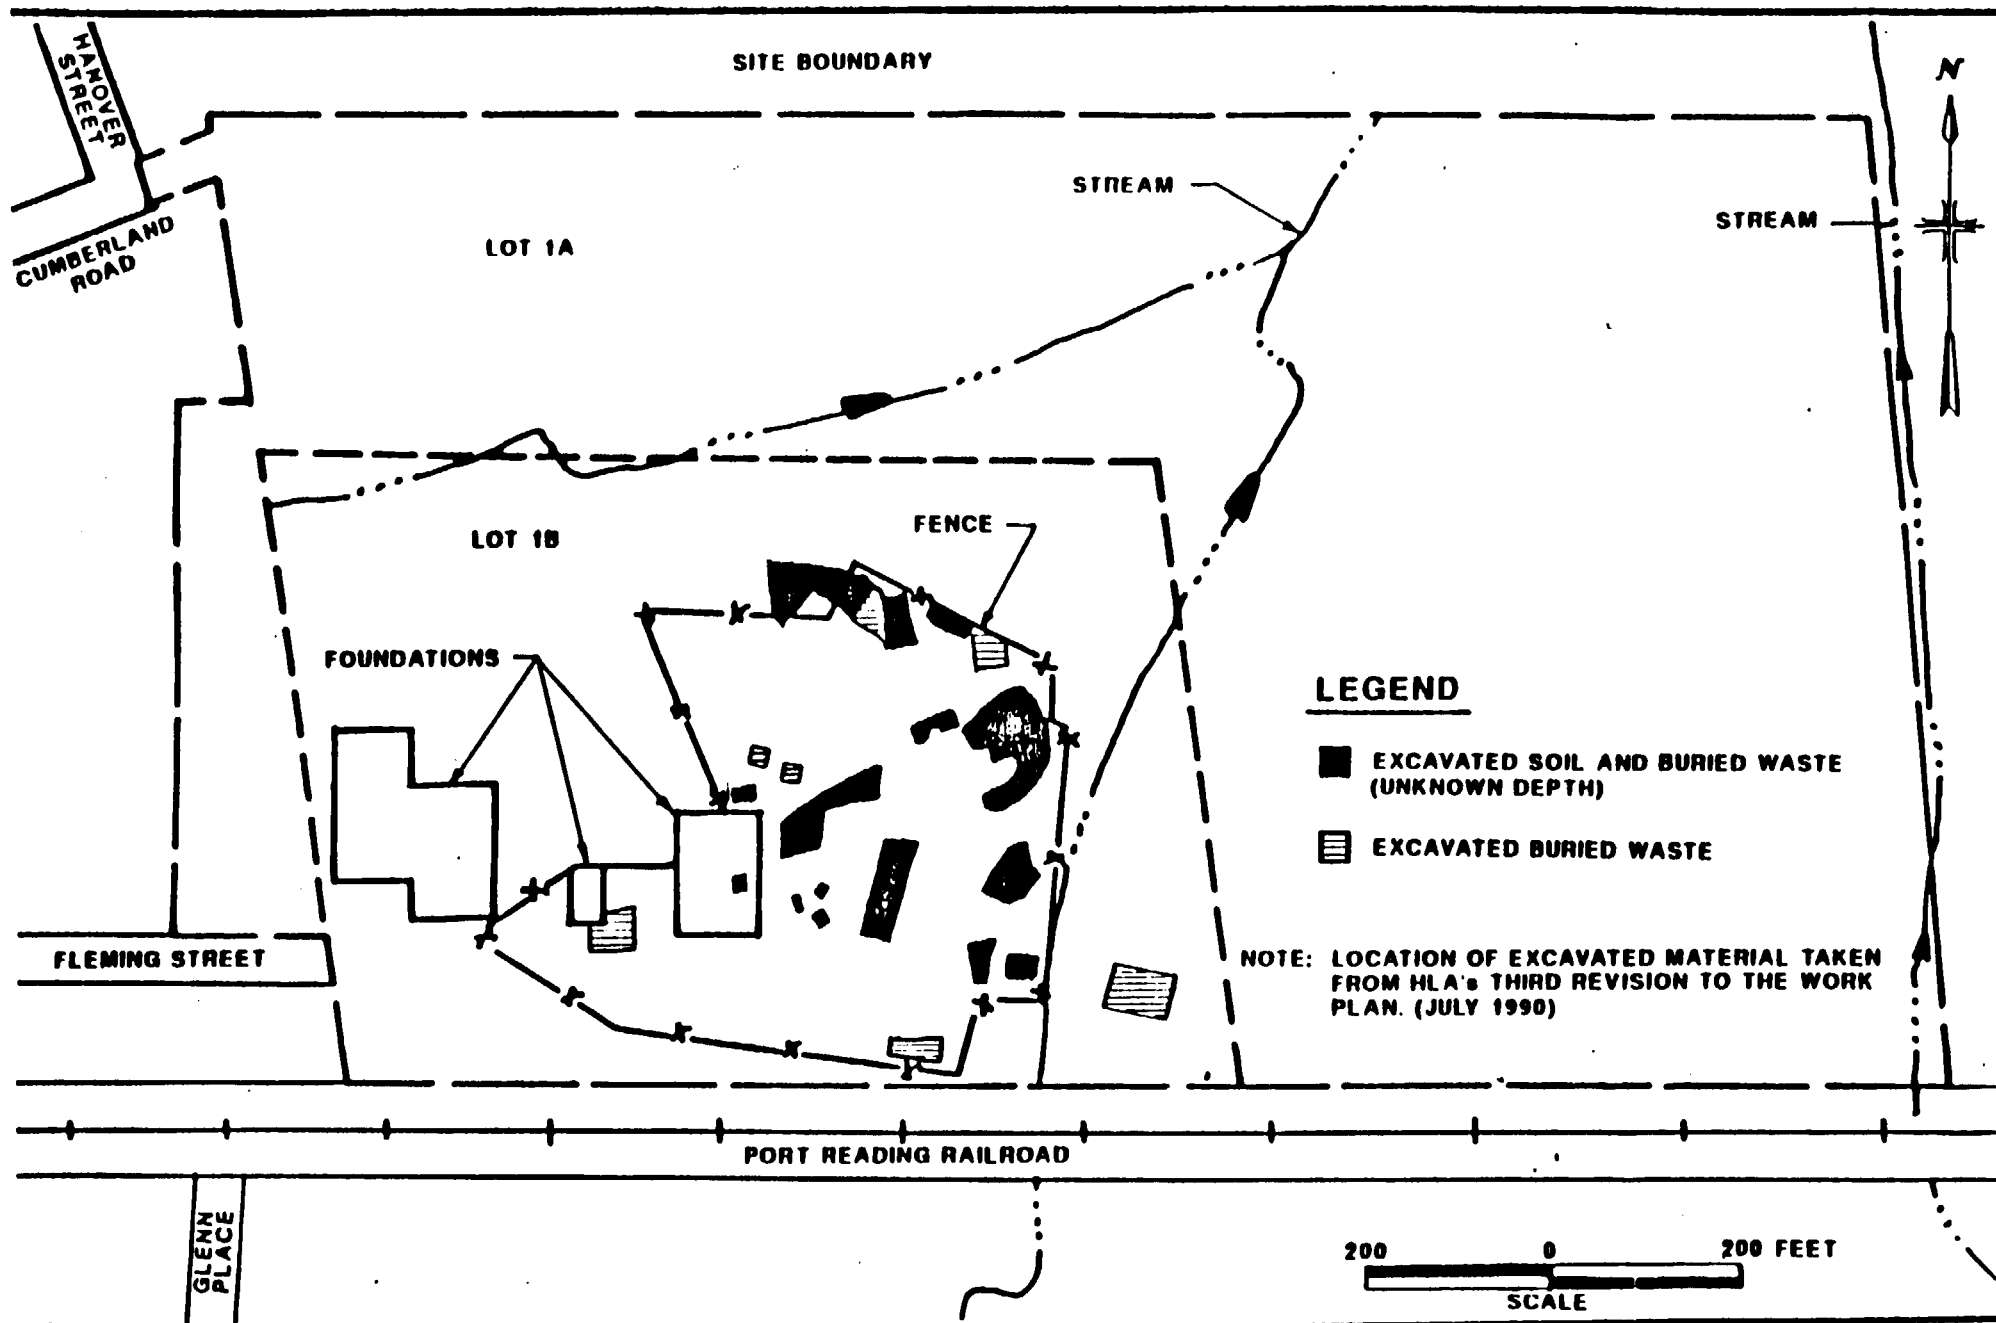 SITE BOUNDARY
HANOVER
STREET
N
STREAM
STREAM
LOT 1A
CUMBERLAND
ROAD
FENCE
LOT 1B
FOUNDATIONS
LEGEND
EXCAVATED SOIL AND BURIED WASTE
(UNKNOWN DEPTH)
EXCAVATED BURIED WASTE
FLEMING STREET
NOTE: LOCATION OF EXCAVATED MATERIAL TAKEN
FROM HLA's THIRD REVISION TO THE WORK
PLAN. (JULY 1990)
PORT READING RAILROAD
GLENN
PLACE
200 0 200 FEET
SCALE